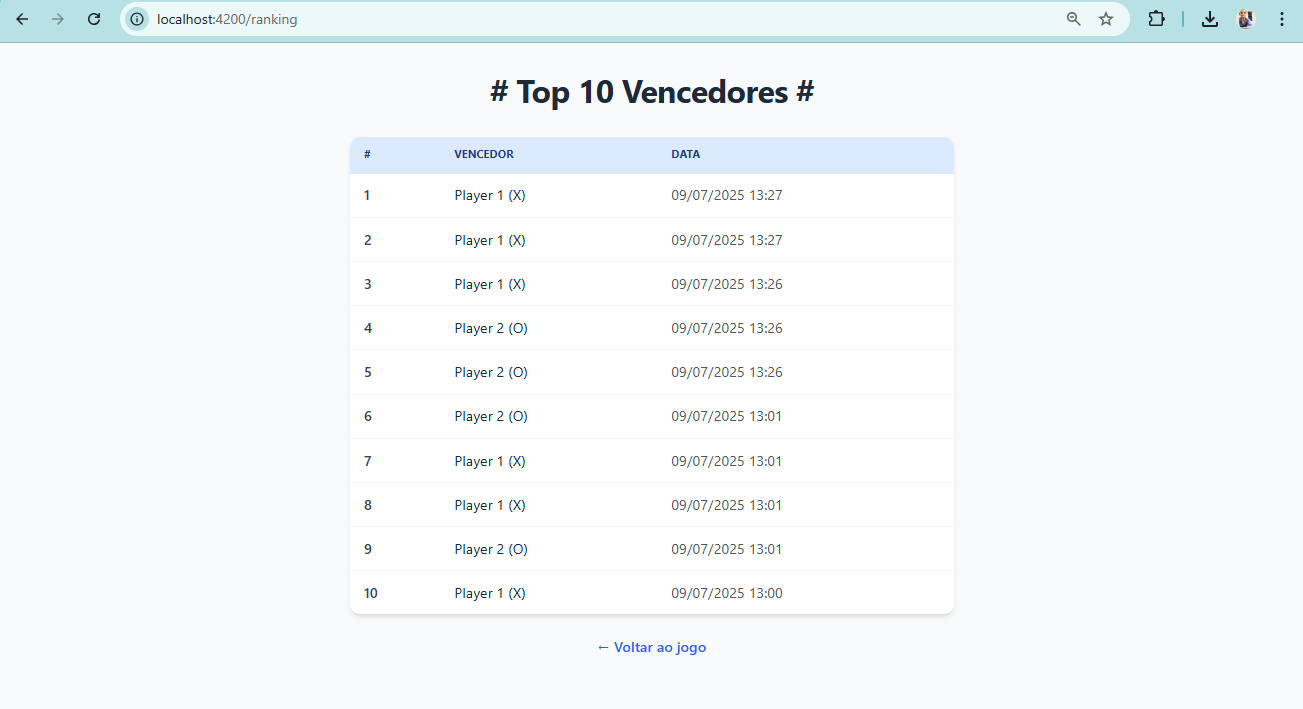 localhost:4200/ranking
# Top 10 Vencedores #
# VENCEDOR DATA
1 Player 1 (X) 09/07/2025 13:27
2 Player 1 (X) 09/07/2025 13:27
3 Player 1 (X) 09/07/2025 13:26
4 Player 2 (O) 09/07/2025 13:26
5 Player 2 (O) 09/07/2025 13:26
6 Player 2 (O) 09/07/2025 13:01
7 Player 1 (X) 09/07/2025 13:01
8 Player 1 (X) 09/07/2025 13:01
9 Player 2 (O) 09/07/2025 13:01
10 Player 1 (X) 09/07/2025 13:00
← Voltar ao jogo